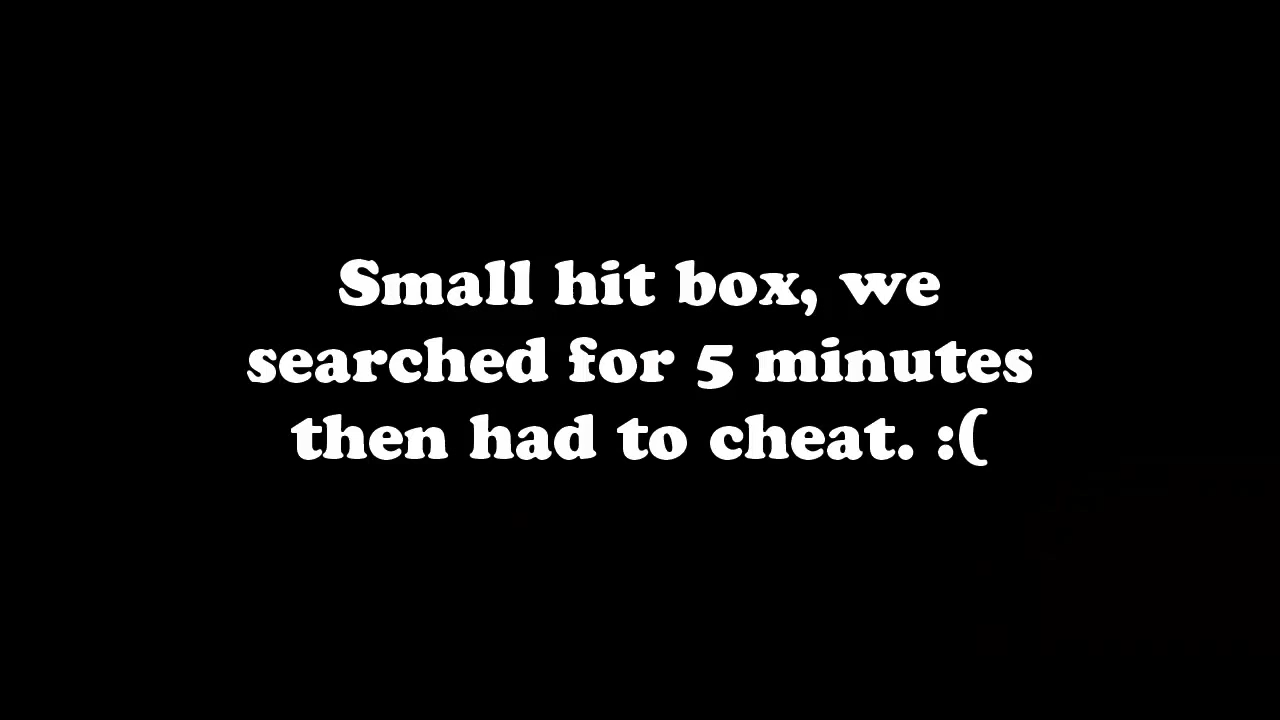 Small hit box, we
searched for 5 minutes
then had to cheat. :(